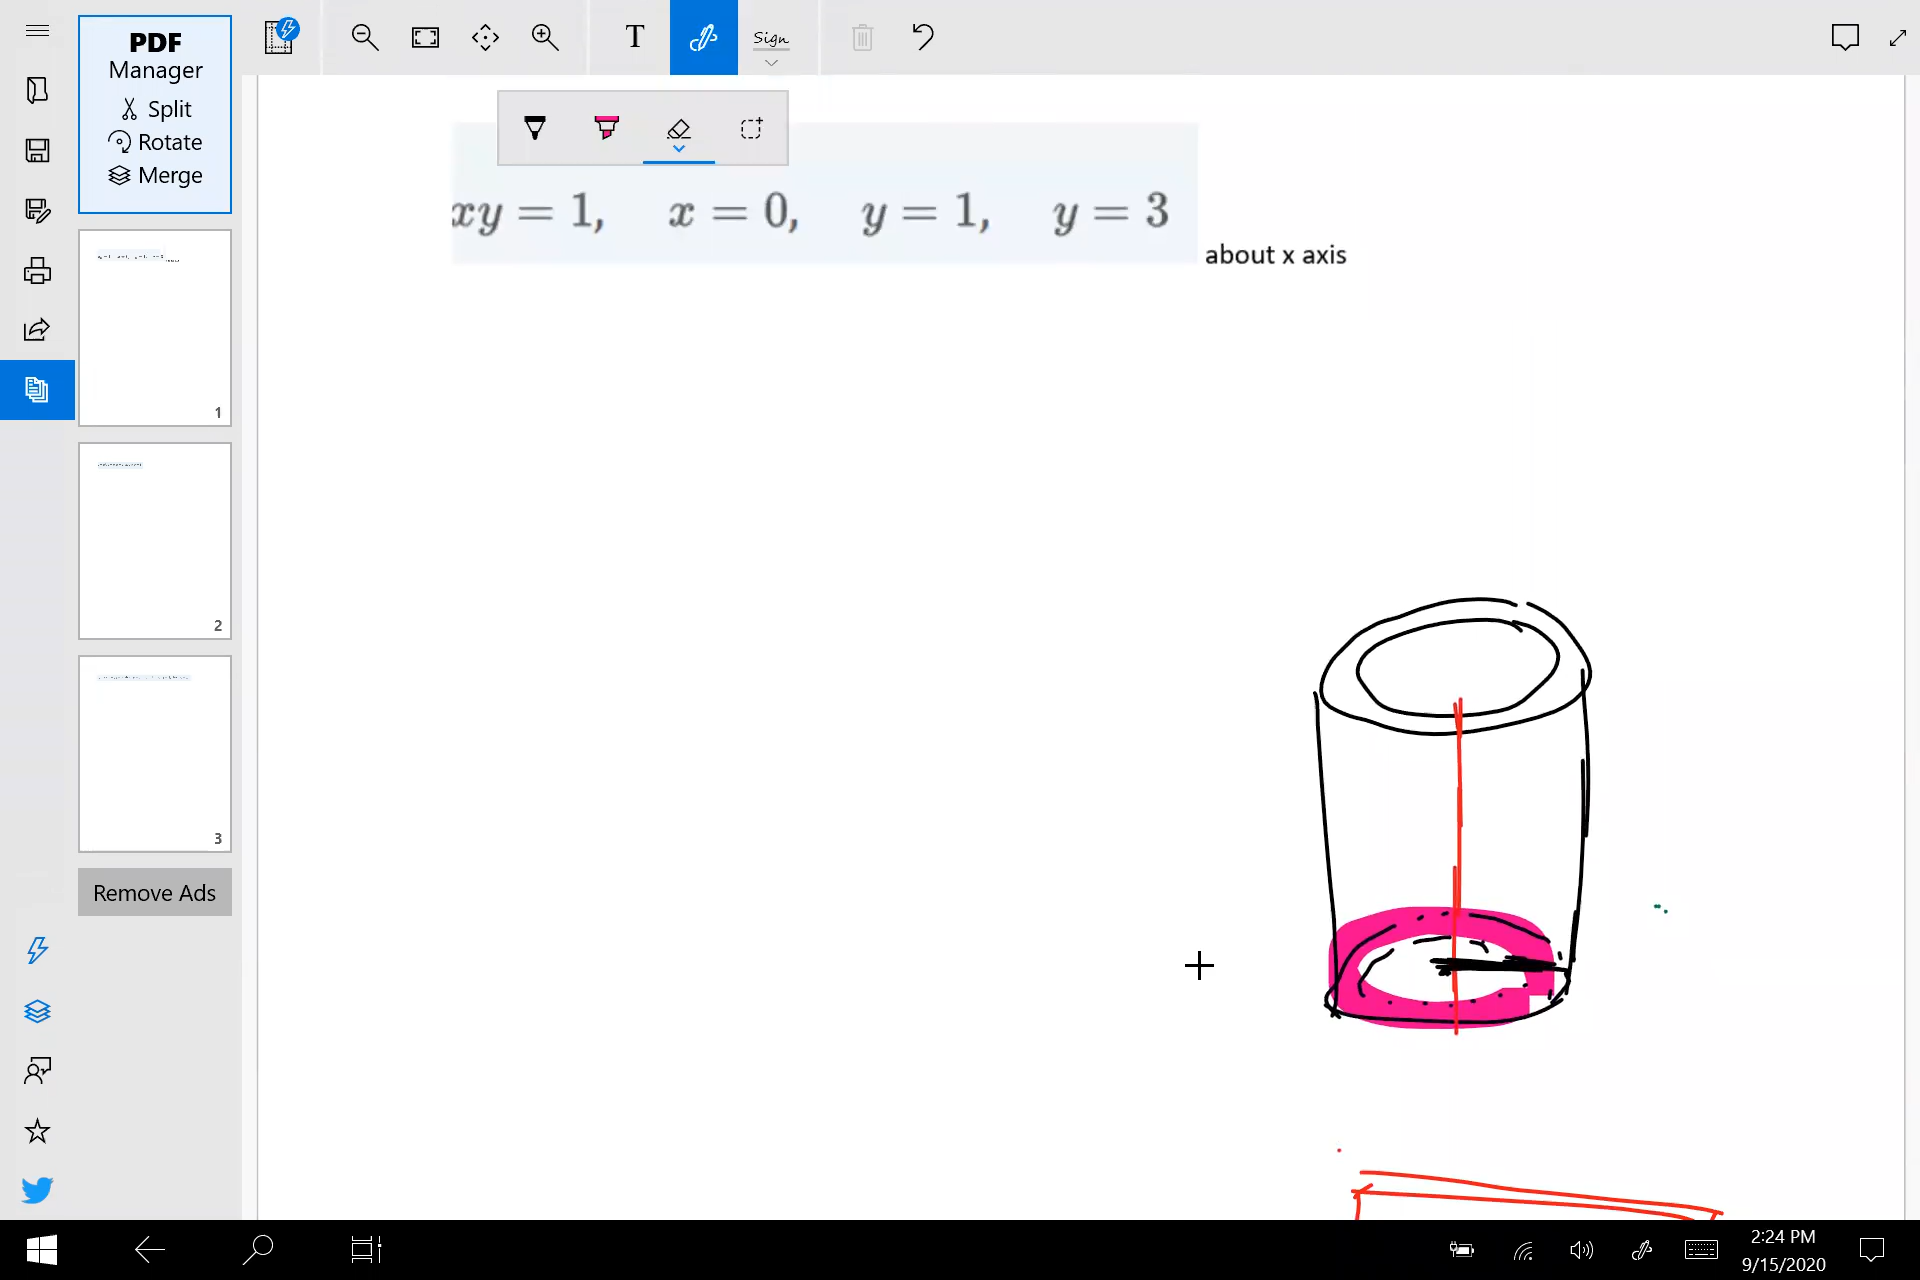 PDF
Manager
Split
Rotate
Merge
T
Sign
xy = 1, x = 0, y = 1, y = 3
about x axis
1
2
3
Remove Ads
2:24 PM
9/15/2020